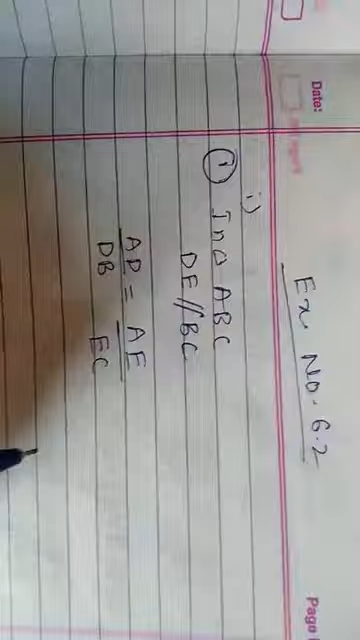 Date:
Page
Ex. No. 6.2
i)
① In △ ABC
DE//BC
AD = AE
DB EC